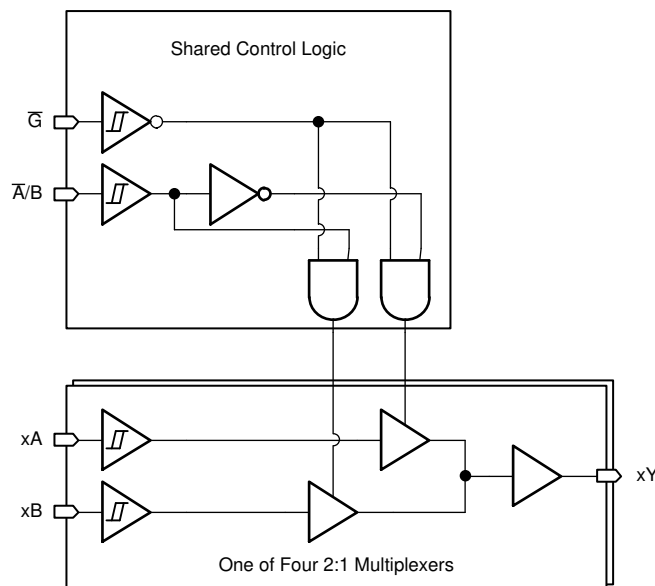 Shared Control Logic
G̅
A̅/B
xA
xY
xB
One of Four 2:1 Multiplexers